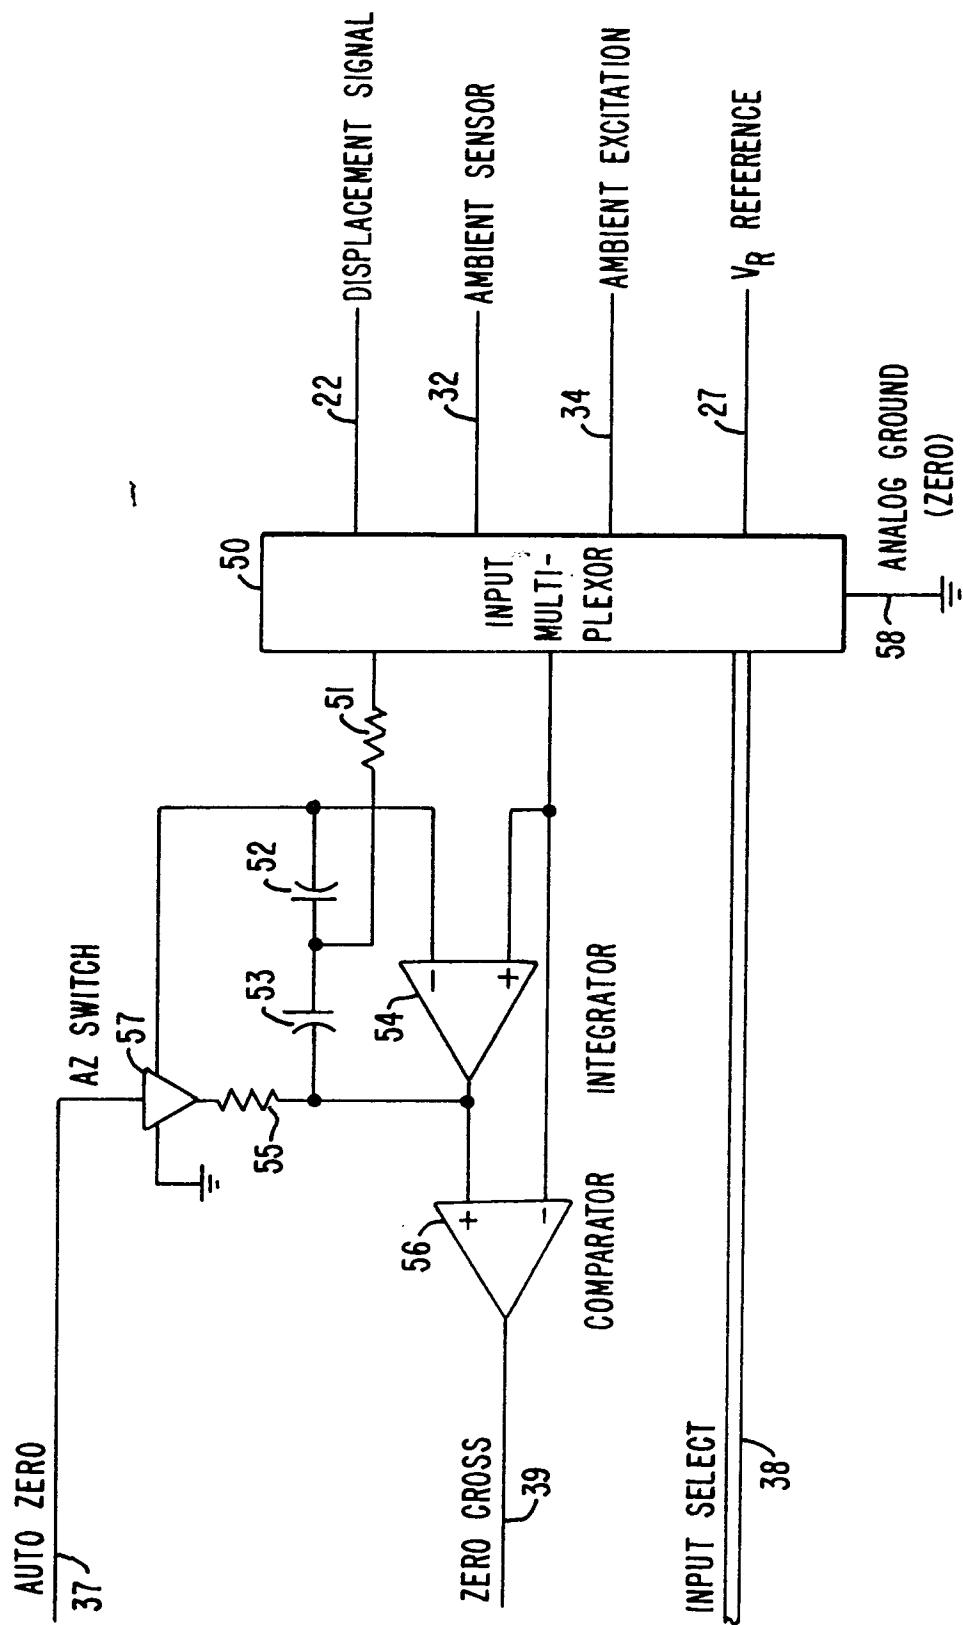 AUTO ZERO
37
AZ SWITCH
57
55
53
52
51
54
-
+
56
+
-
COMPARATOR
INTEGRATOR
ZERO CROSS
39
INPUT SELECT
38
50
INPUT
MULTI-
PLEXOR
22
DISPLACEMENT SIGNAL
32
AMBIENT SENSOR
34
AMBIENT EXCITATION
27
VR REFERENCE
58
ANALOG GROUND
(ZERO)